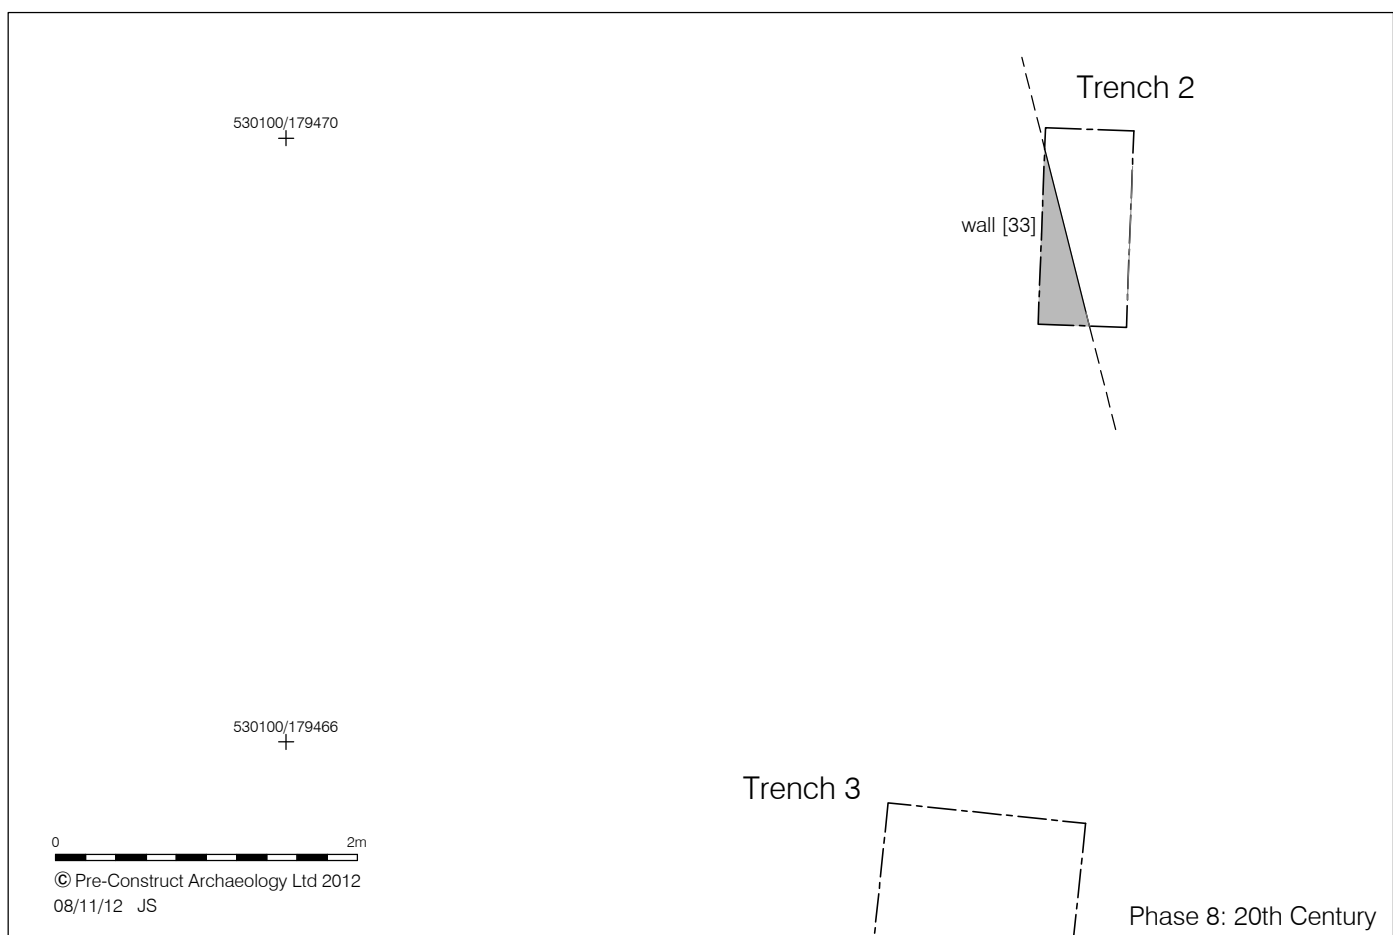 Trench 2
530100/179470
wall [33]
530100/179466
Trench 3
0 2m
© Pre-Construct Archaeology Ltd 2012
08/11/12 JS
Phase 8: 20th Century